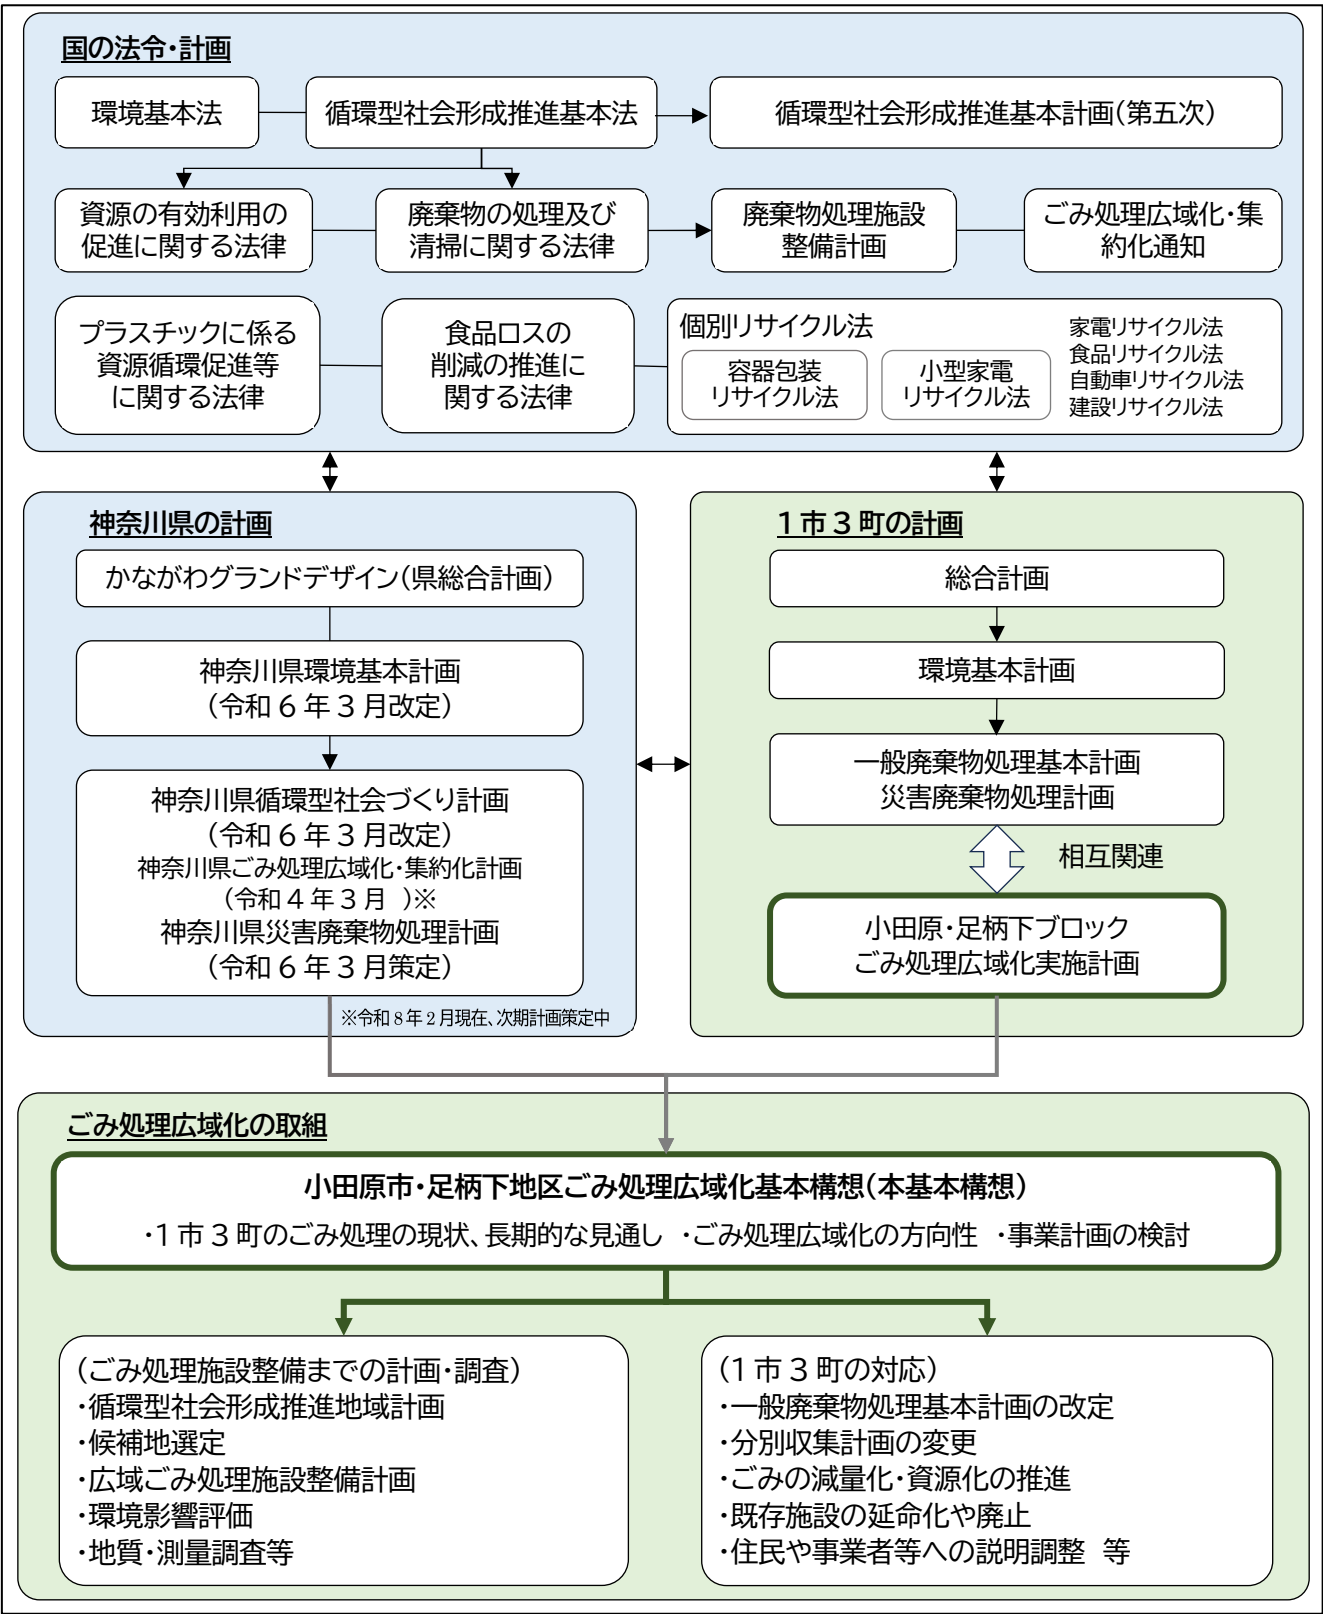 国の法令・計画
環境基本法
循環型社会形成推進基本法
循環型社会形成推進基本計画（第五次）
資源の有効利用の
促進に関する法律
廃棄物の処理及び
清掃に関する法律
廃棄物処理施設
整備計画
ごみ処理広域化・集
約化通知
プラスチックに係る
資源循環促進等
に関する法律
食品ロスの
削減の推進に
関する法律
個別リサイクル法
容器包装
リサイクル法
小型家電
リサイクル法
家電リサイクル法
食品リサイクル法
自動車リサイクル法
建設リサイクル法
神奈川県の計画
かながわグランドデザイン（県総合計画）
神奈川県環境基本計画
（令和６年３月改定）
神奈川県循環型社会づくり計画
（令和６年３月改定）
神奈川県ごみ処理広域化・集約化計画
（令和４年３月　）※
神奈川県災害廃棄物処理計画
（令和６年３月策定）
※令和8年2月現在、次期計画策定中
１市３町の計画
総合計画
環境基本計画
一般廃棄物処理基本計画
災害廃棄物処理計画
相互関連
小田原・足柄下ブロック
ごみ処理広域化実施計画
ごみ処理広域化の取組
小田原市・足柄下地区ごみ処理広域化基本構想（本基本構想）
・１市３町のごみ処理の現状、長期的な見通し　・ごみ処理広域化の方向性　・事業計画の検討
（ごみ処理施設整備までの計画・調査）
・循環型社会形成推進地域計画
・候補地選定
・広域ごみ処理施設整備計画
・環境影響評価
・地質・測量調査等
（１市３町の対応）
・一般廃棄物処理基本計画の改定
・分別収集計画の変更
・ごみの減量化・資源化の推進
・既存施設の延命化や廃止
・住民や事業者等への説明調整　等